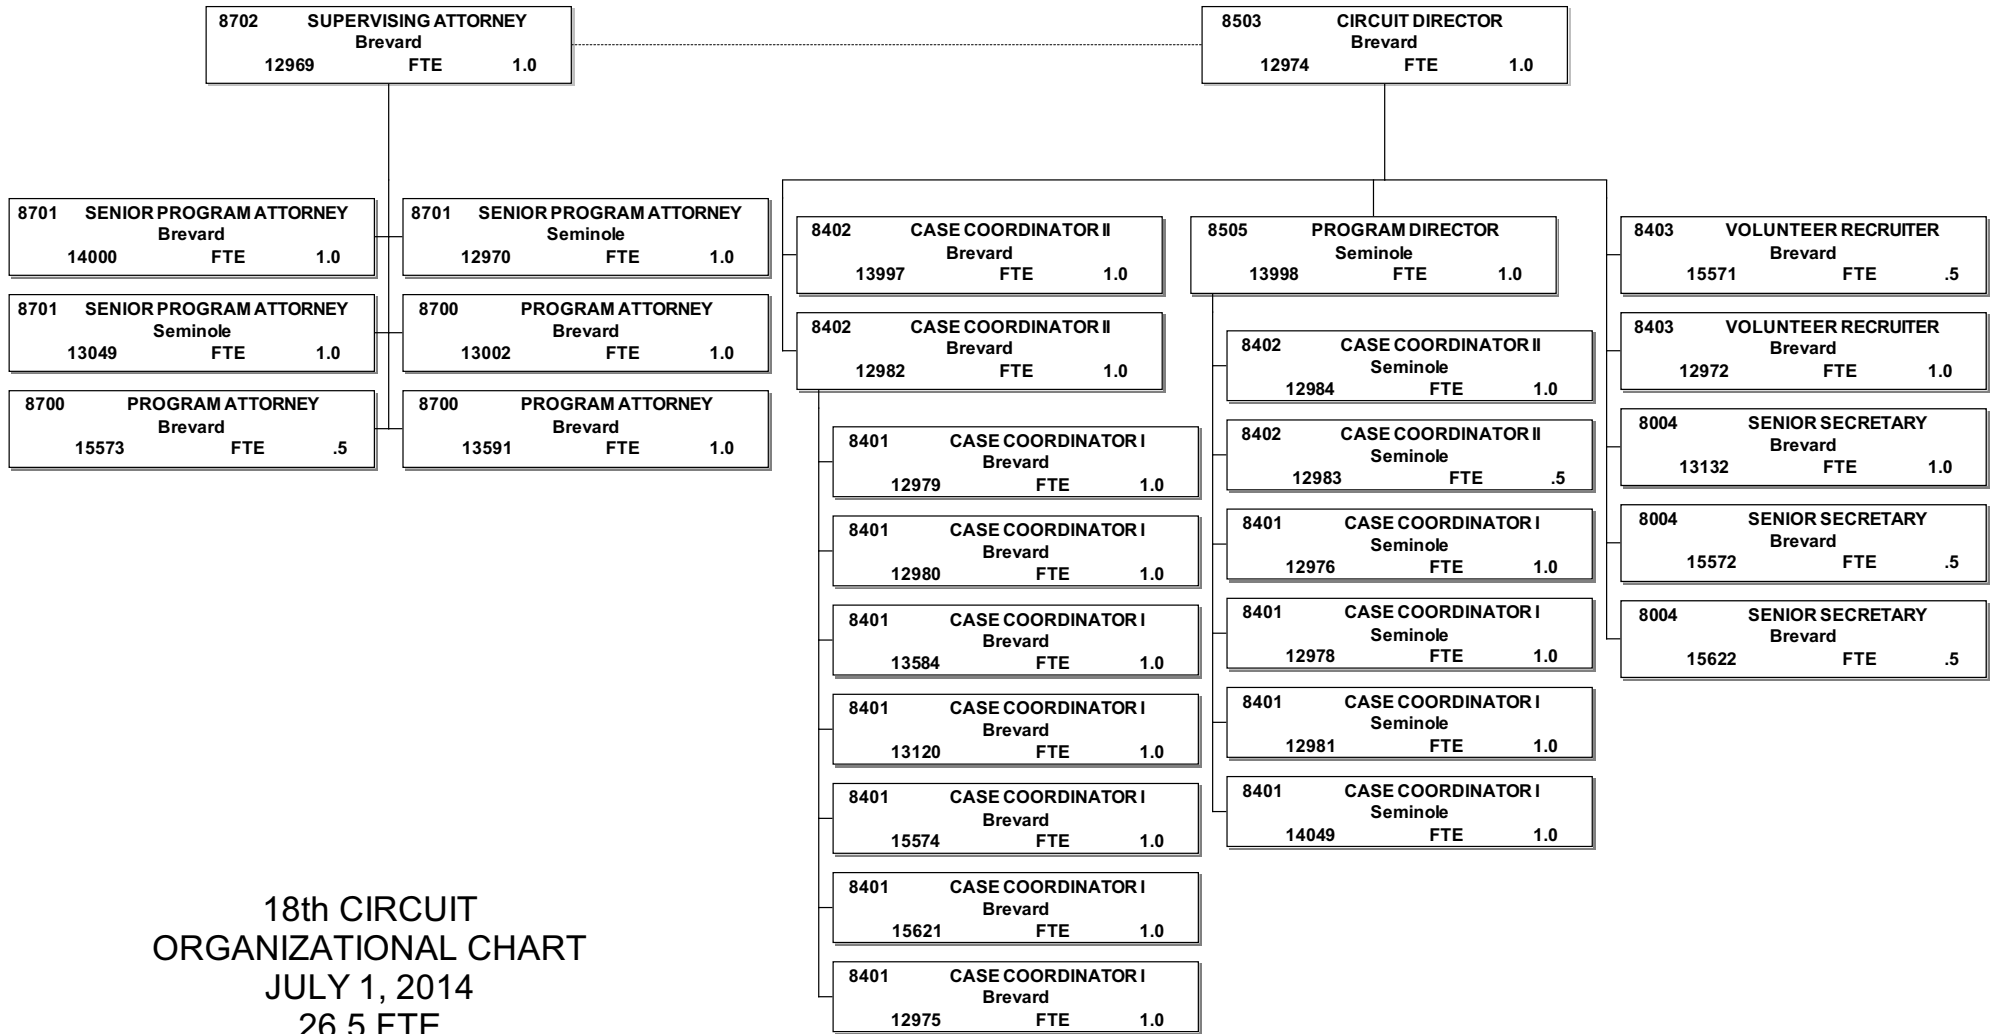 8702 SUPERVISING ATTORNEY
Brevard
12969 FTE 1.0
8503 CIRCUIT DIRECTOR
Brevard
12974 FTE 1.0
8701 SENIOR PROGRAM ATTORNEY
Brevard
14000 FTE 1.0
8701 SENIOR PROGRAM ATTORNEY
Seminole
12970 FTE 1.0
8701 SENIOR PROGRAM ATTORNEY
Seminole
13049 FTE 1.0
8700 PROGRAM ATTORNEY
Brevard
13002 FTE 1.0
8700 PROGRAM ATTORNEY
Brevard
15573 FTE .5
8700 PROGRAM ATTORNEY
Brevard
13591 FTE 1.0
8402 CASE COORDINATOR II
Brevard
13997 FTE 1.0
8402 CASE COORDINATOR II
Brevard
12982 FTE 1.0
8401 CASE COORDINATOR I
Brevard
12979 FTE 1.0
8401 CASE COORDINATOR I
Brevard
12980 FTE 1.0
8401 CASE COORDINATOR I
Brevard
13584 FTE 1.0
8401 CASE COORDINATOR I
Brevard
13120 FTE 1.0
8401 CASE COORDINATOR I
Brevard
15574 FTE 1.0
8401 CASE COORDINATOR I
Brevard
15621 FTE 1.0
8401 CASE COORDINATOR I
Brevard
12975 FTE 1.0
8505 PROGRAM DIRECTOR
Seminole
13998 FTE 1.0
8402 CASE COORDINATOR II
Seminole
12984 FTE 1.0
8402 CASE COORDINATOR II
Seminole
12983 FTE .5
8401 CASE COORDINATOR I
Seminole
12976 FTE 1.0
8401 CASE COORDINATOR I
Seminole
12978 FTE 1.0
8401 CASE COORDINATOR I
Seminole
12981 FTE 1.0
8401 CASE COORDINATOR I
Seminole
14049 FTE 1.0
8403 VOLUNTEER RECRUITER
Brevard
15571 FTE .5
8403 VOLUNTEER RECRUITER
Brevard
12972 FTE 1.0
8004 SENIOR SECRETARY
Brevard
13132 FTE 1.0
8004 SENIOR SECRETARY
Brevard
15572 FTE .5
8004 SENIOR SECRETARY
Brevard
15622 FTE .5
18th CIRCUIT
ORGANIZATIONAL CHART
JULY 1, 2014
26.5 FTE